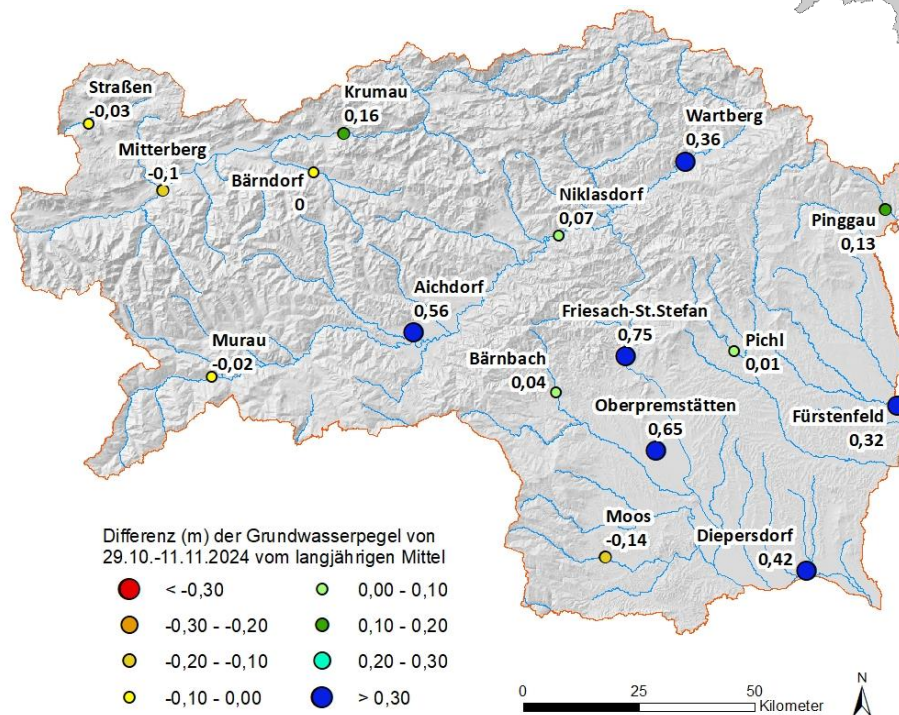 Straßen
-0,03
Krumau
0,16
Wartberg
0,36
Mitterberg
-0,1
Bärndorf
0
Niklasdorf
0,07
Pinggau
0,13
Aichdorf
0,56
Friesach-St.Stefan
0,75
Murau
-0,02
Bärnbach
0,04
Pichl
0,01
Oberpremstätten
0,65
Fürstenfeld
0,32
Moos
-0,14
Diepersdorf
0,42
Differenz (m) der Grundwasserpegel von
29.10.-11.11.2024 vom langjährigen Mittel
< -0,30
-0,30 - -0,20
-0,20 - -0,10
-0,10 - 0,00
0,00 - 0,10
0,10 - 0,20
0,20 - 0,30
> 0,30
0 25 50
Kilometer
N